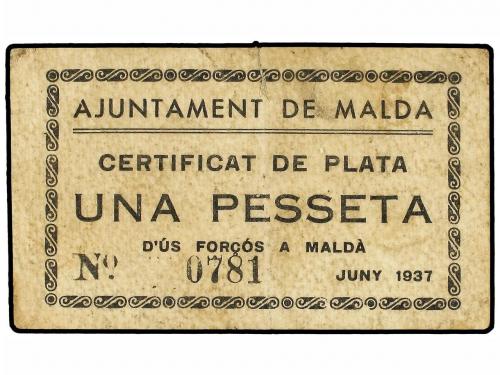 AJUNTAMENT DE MALDA
CERTIFICAT DE PLATA
UNA PESSETA
D'ÚS FORÇÓS A MALDÀ
Nº 0781 JUNY 1937